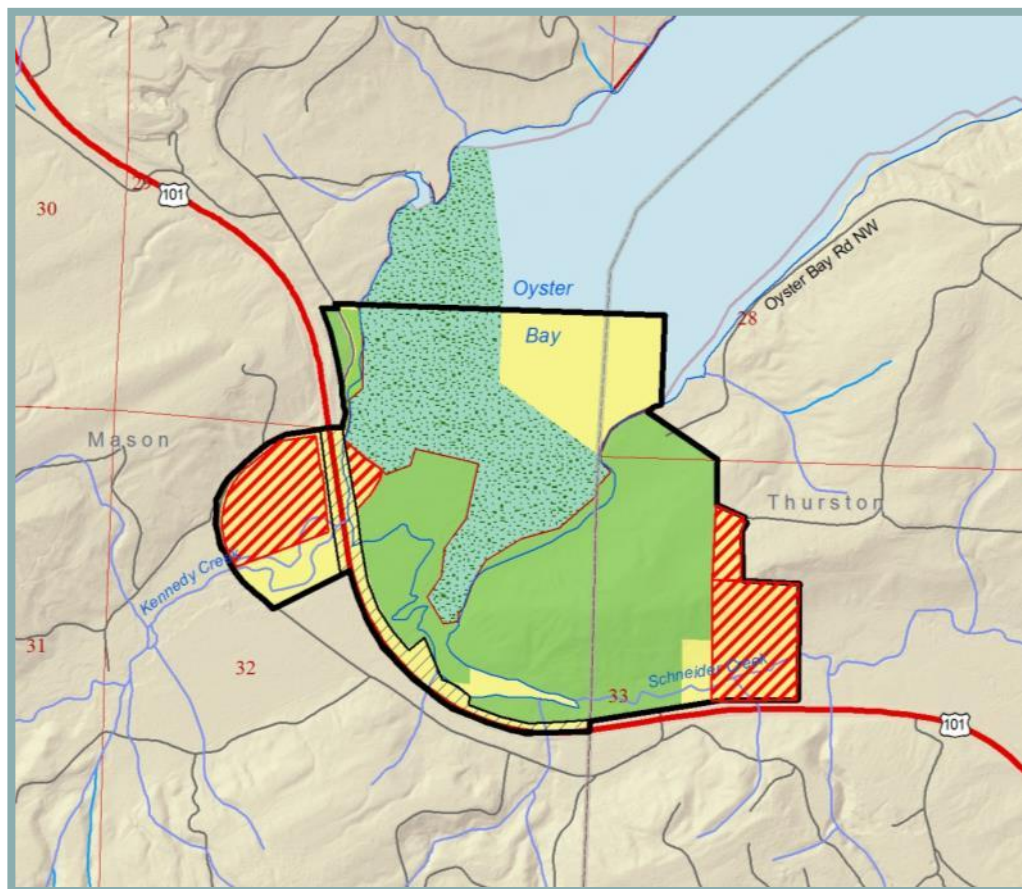 29
101
30
Oyster Bay Rd NW
Oyster
28
Bay
Mason
Thurston
Kennedy Creek
31
32
Schneider Creek
33
101